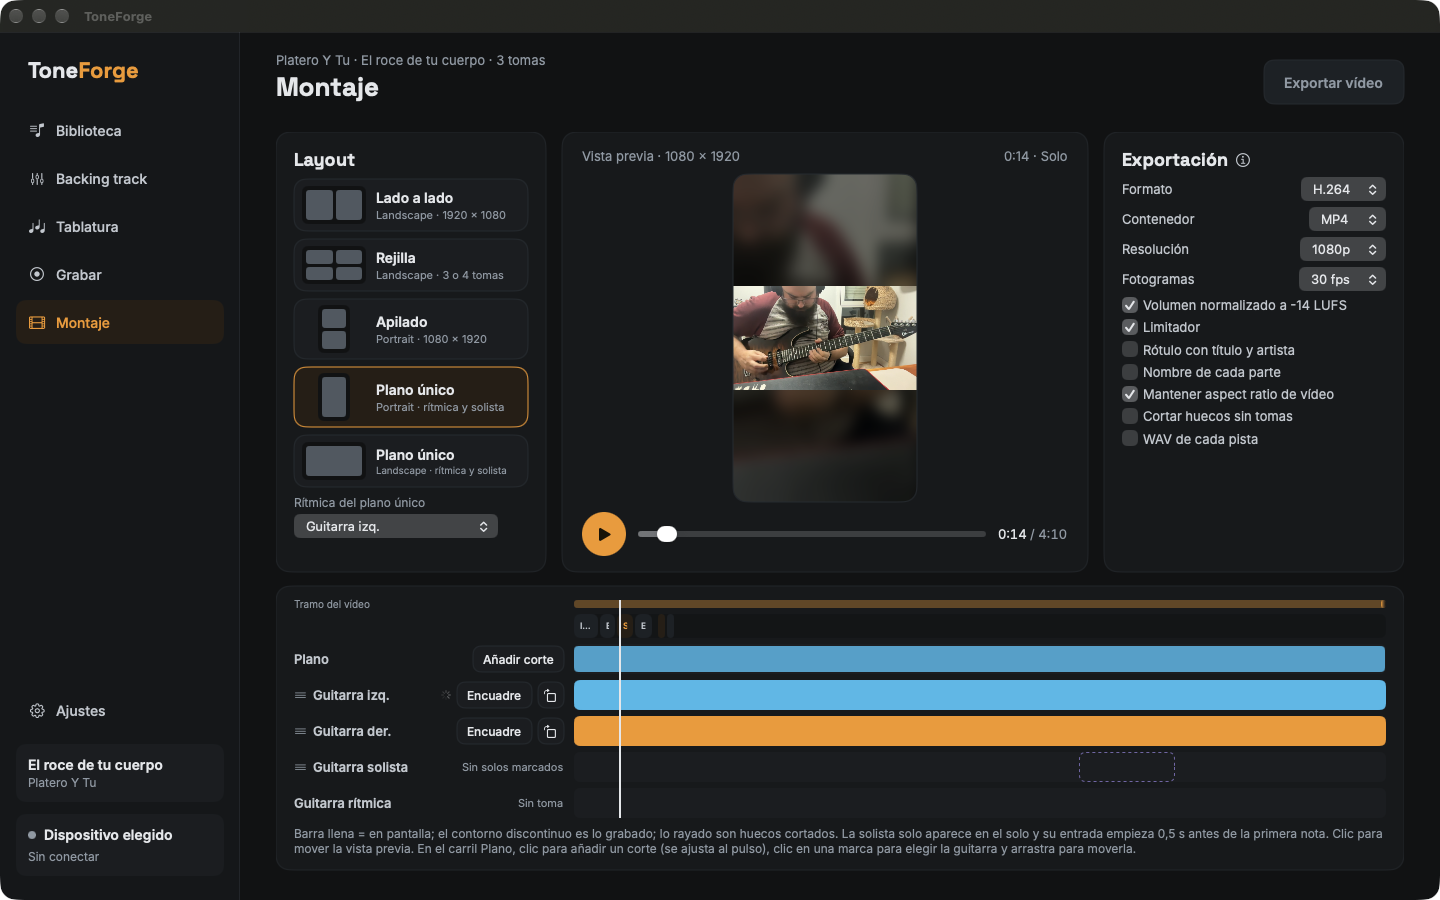 ToneForge
ToneForge
Biblioteca
Backing track
Tablatura
Grabar
Montaje
Ajustes
El roce de tu cuerpo
Platero Y Tu
Dispositivo elegido
Sin conectar
Platero Y Tu · El roce de tu cuerpo · 3 tomas
Montaje
Exportar vídeo
Layout
Lado a lado
Landscape · 1920 × 1080
Rejilla
Landscape · 3 o 4 tomas
Apilado
Portrait · 1080 × 1920
Plano único
Portrait · rítmica y solista
Plano único
Landscape · rítmica y solista
Rítmica del plano único
Guitarra izq.
Vista previa · 1080 × 1920
0:14 · Solo
0:14 / 4:10
Exportación
Formato
H.264
Contenedor
MP4
Resolución
1080p
Fotogramas
30 fps
Volumen normalizado a -14 LUFS
Limitador
Rótulo con título y artista
Nombre de cada parte
Mantener aspect ratio de vídeo
Cortar huecos sin tomas
WAV de cada pista
Tramo del vídeo
I... E S E
Plano
Añadir corte
Guitarra izq.
Encuadre
Guitarra der.
Encuadre
Guitarra solista
Sin solos marcados
Guitarra rítmica
Sin toma
Barra llena = en pantalla; el contorno discontinuo es lo grabado; lo rayado son huecos cortados. La solista solo aparece en el solo y su entrada empieza 0,5 s antes de la primera nota. Clic para
mover la vista previa. En el carril Plano, clic para añadir un corte (se ajusta al pulso), clic en una marca para elegir la guitarra y arrastra para moverla.